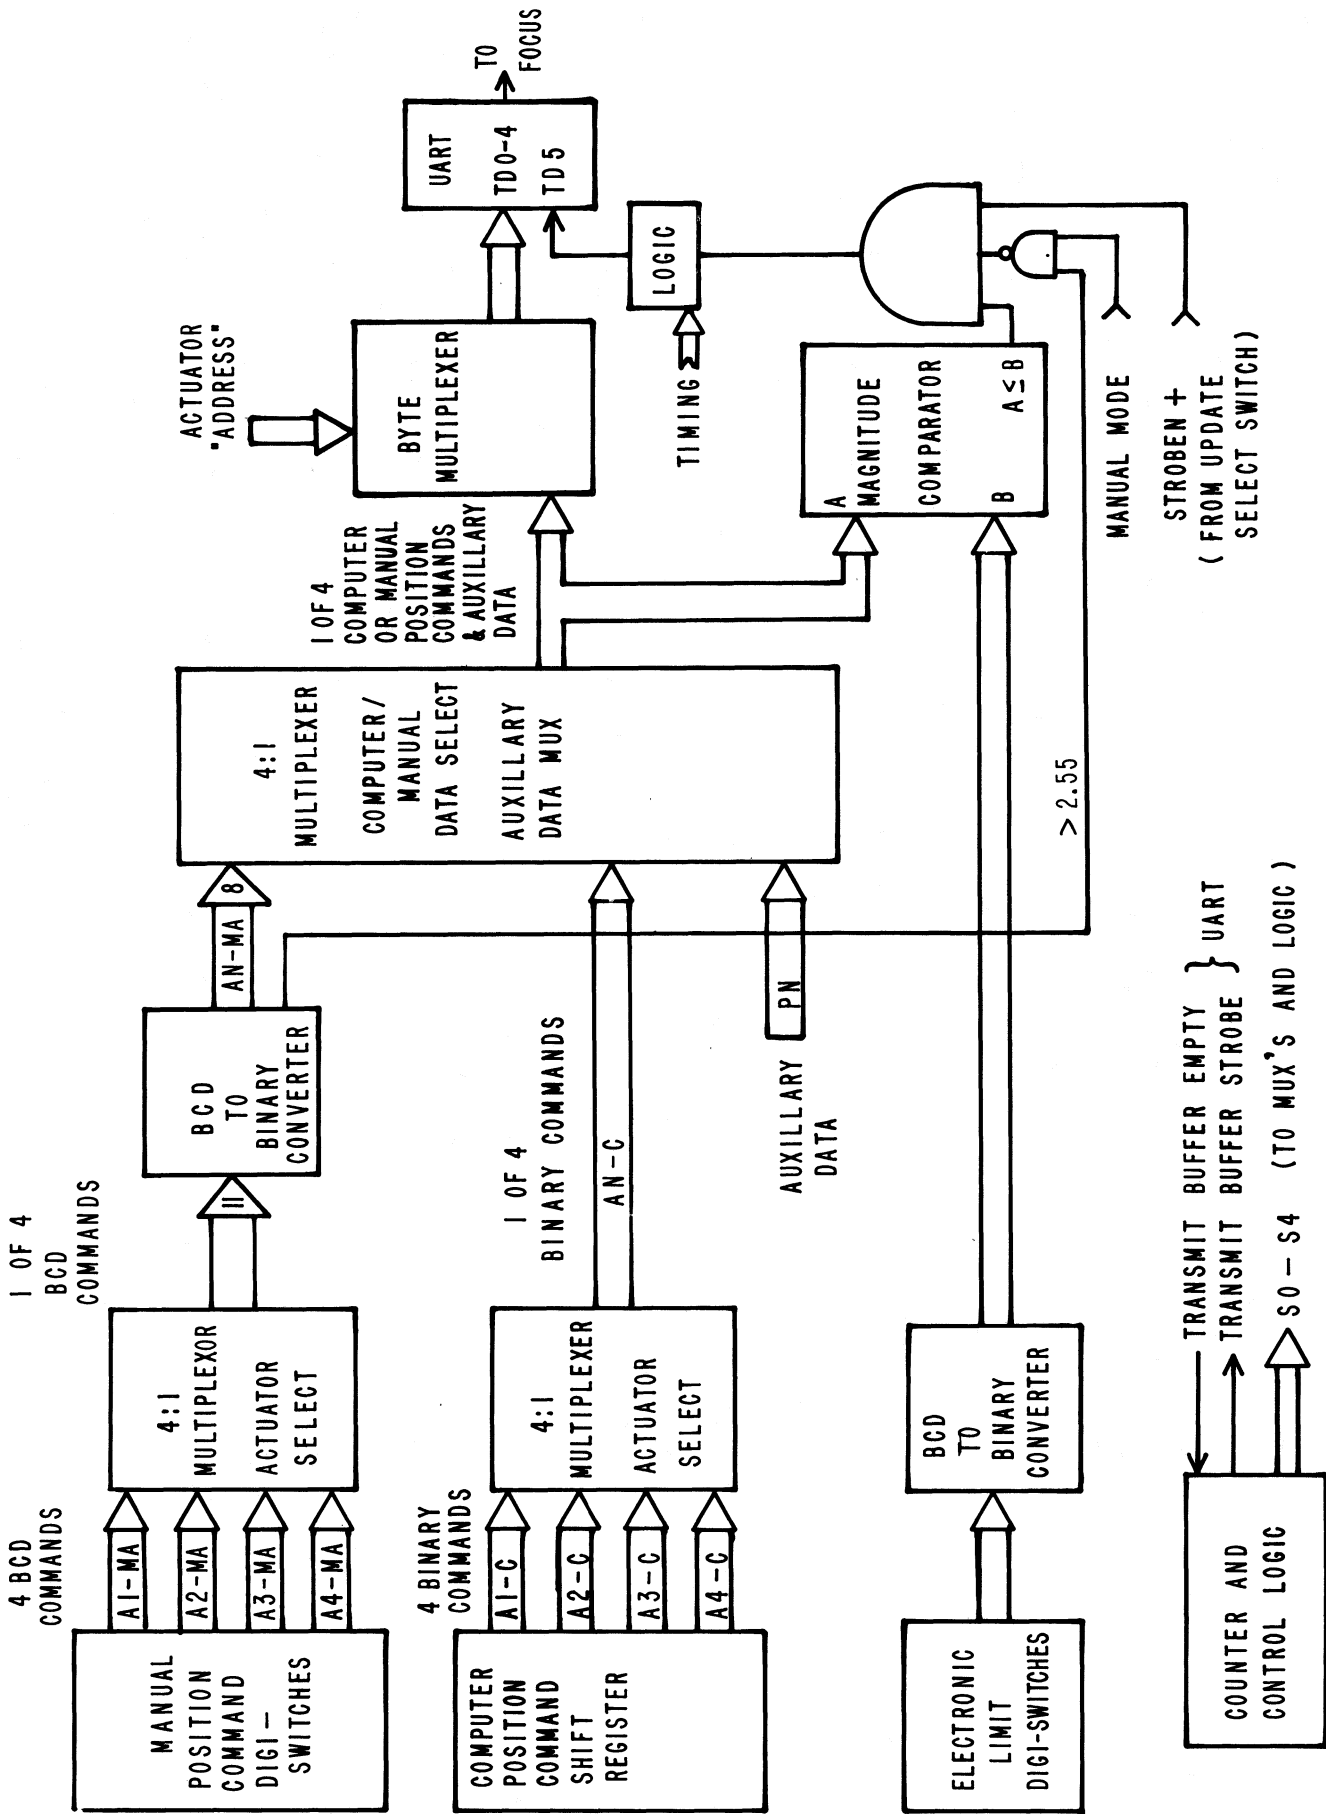 4 BCD
COMMANDS
MANUAL
POSITION
COMMAND
DIGI-
SWITCHES
A1-MA
A2-MA
A3-MA
A4-MA
4:1
MULTIPLEXOR
ACTUATOR
SELECT
1 OF 4
BCD
COMMANDS
11
BCD
TO
BINARY
CONVERTER
AN-MA
8
4 BINARY
COMMANDS
COMPUTER
POSITION
COMMAND
SHIFT
REGISTER
A1-C
A2-C
A3-C
A4-C
4:1
MULTIPLEXER
ACTUATOR
SELECT
1 OF 4
BINARY COMMANDS
AN-C
AUXILLARY
DATA
PN
4:1
MULTIPLEXER
COMPUTER/
MANUAL
DATA SELECT
AUXILLARY
DATA MUX
1 OF 4
COMPUTER
OR MANUAL
POSITION
COMMANDS
& AUXILLARY
DATA
ACTUATOR
"ADDRESS"
BYTE
MULTIPLEXER
UART
TD0-4
TD5
TO
FOCUS
TIMING
LOGIC
ELECTRONIC
LIMIT
DIGI-SWITCHES
BCD
TO
BINARY
CONVERTER
A
MAGNITUDE
COMPARATOR
B
A≤B
>2.55
MANUAL MODE
STROBEN+
(FROM UPDATE
SELECT SWITCH)
COUNTER AND
CONTROL LOGIC
TRANSMIT BUFFER EMPTY
TRANSMIT BUFFER STROBE
} UART
S0-S4 (TO MUX'S AND LOGIC)